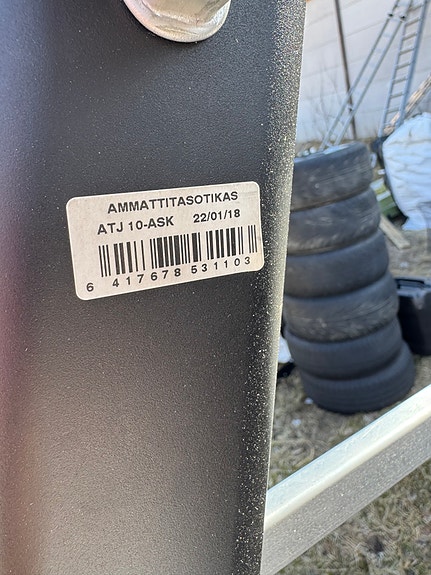 AMMATTITASOTIKAS
ATJ 10-ASK 22/01/18
6 417678 531103